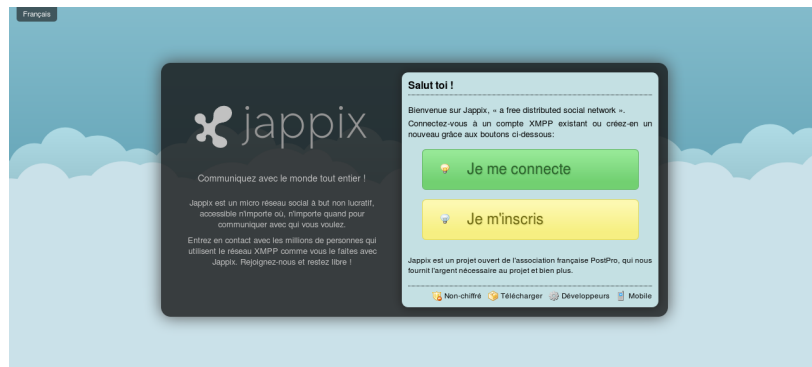 Français
jappix
Communiquez avec le monde tout entier !
Jappix est un micro réseau social à but non lucratif,
accessible n'importe où, n'importe quand pour
communiquer avec qui vous voulez.
Entrez en contact avec les millions de personnes qui
utilisent le réseau XMPP comme vous le faites avec
Jappix. Rejoignez-nous et restez libre !
Salut toi !
Bienvenue sur Jappix, « a free distributed social network ».
Connectez-vous à un compte XMPP existant ou créez-en un
nouveau grâce aux boutons ci-dessous:
Je me connecte
Je m'inscris
Jappix est un projet ouvert de l'association française PostPro, qui nous
fournit l'argent nécessaire au projet et bien plus.
Non-chiffré Télécharger Développeurs Mobile